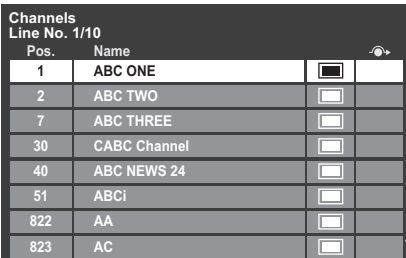 Channels
Line No. 1/10
Pos. Name
1 ABC ONE
2 ABC TWO
7 ABC THREE
30 CABC Channel
40 ABC NEWS 24
51 ABCi
822 AA
823 AC